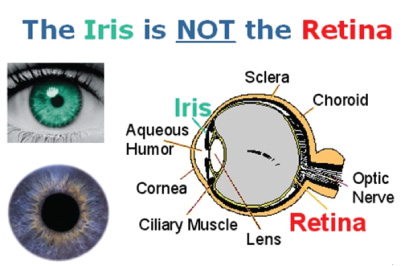 The Iris is NOT the Retina
Sclera
Choroid
Iris
Aqueous
Humor
Cornea
Optic
Nerve
Ciliary Muscle
Retina
Lens